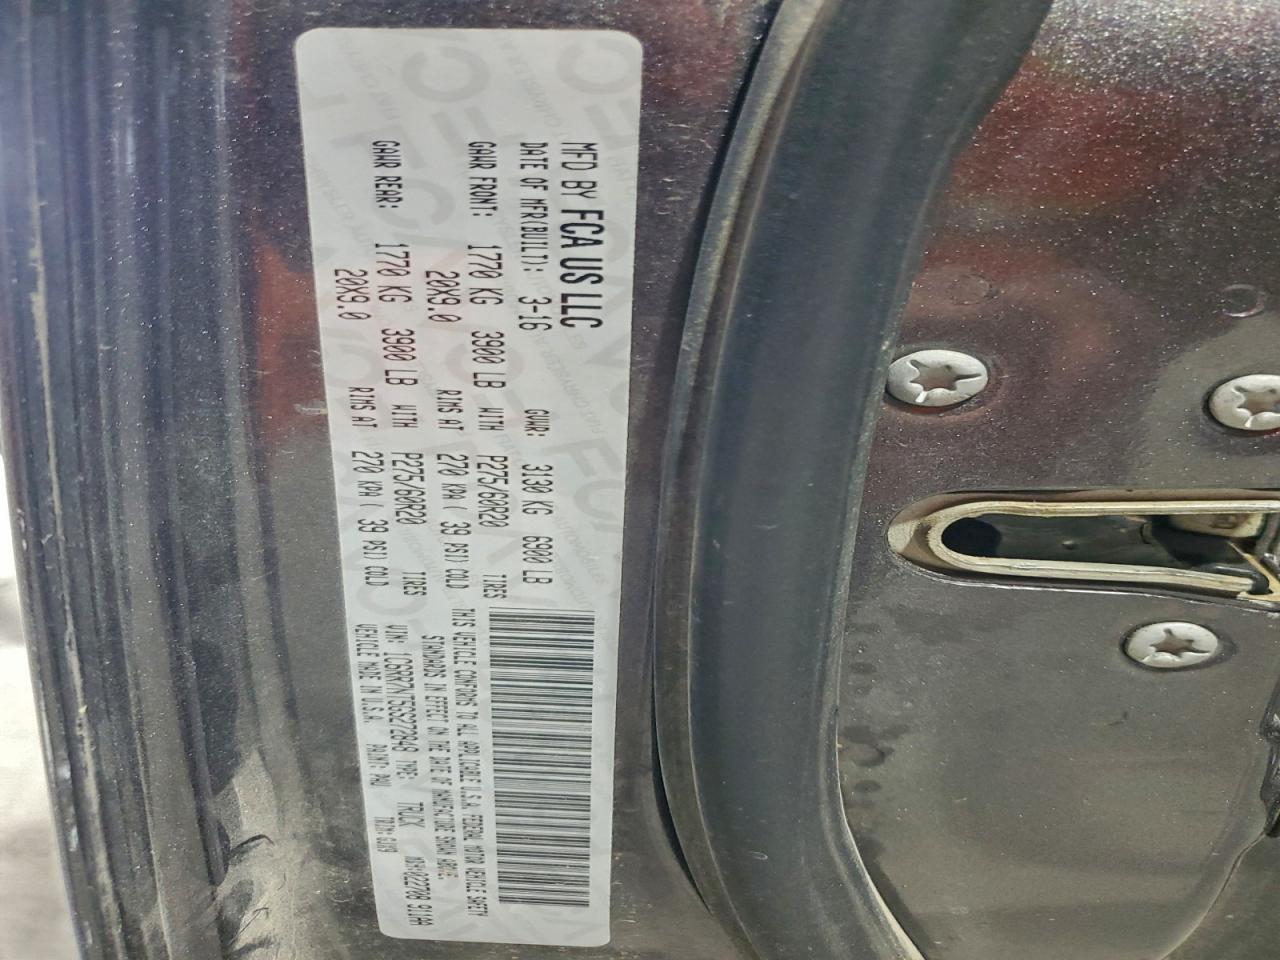 MFD BY FCA US LLC
DATE OF MFR(BUILT): 3-16 GVWR: 3130 KG 6900 LB
GAWR FRONT: 1770 KG 3900 LB WITH P275/60R20 TIRES
20X9.0 RIMS AT 270 KPA ( 39 PSI) COLD
GAWR REAR: 1770 KG 3900 LB WITH P275/60R20 TIRES
20X9.0 RIMS AT 270 KPA ( 39 PSI) COLD
THIS VEHICLE CONFORMS TO ALL APPLICABLE U.S.A. FEDERAL MOTOR VEHICLE SAFETY
STANDARDS IN EFFECT ON THE DATE OF MANUFACTURE SHOWN ABOVE.
VIN: 1C6RR7NT5GS272846 TYPE: TRUCK
VEHICLE MADE IN U.S.A. PAINT: PAU